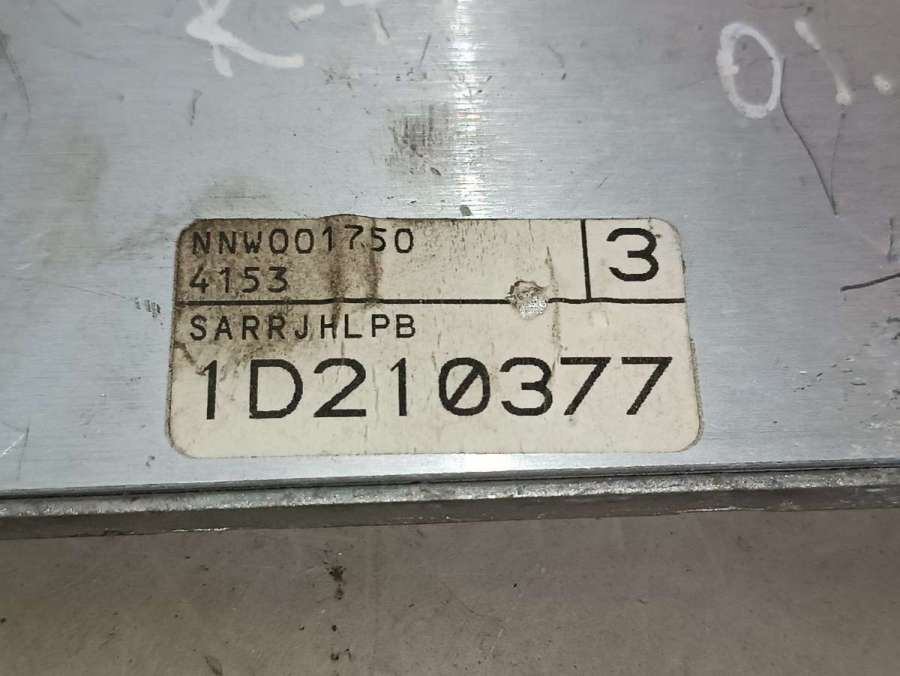 NNW001750
4153
3
SARRJHLPB
1D210377